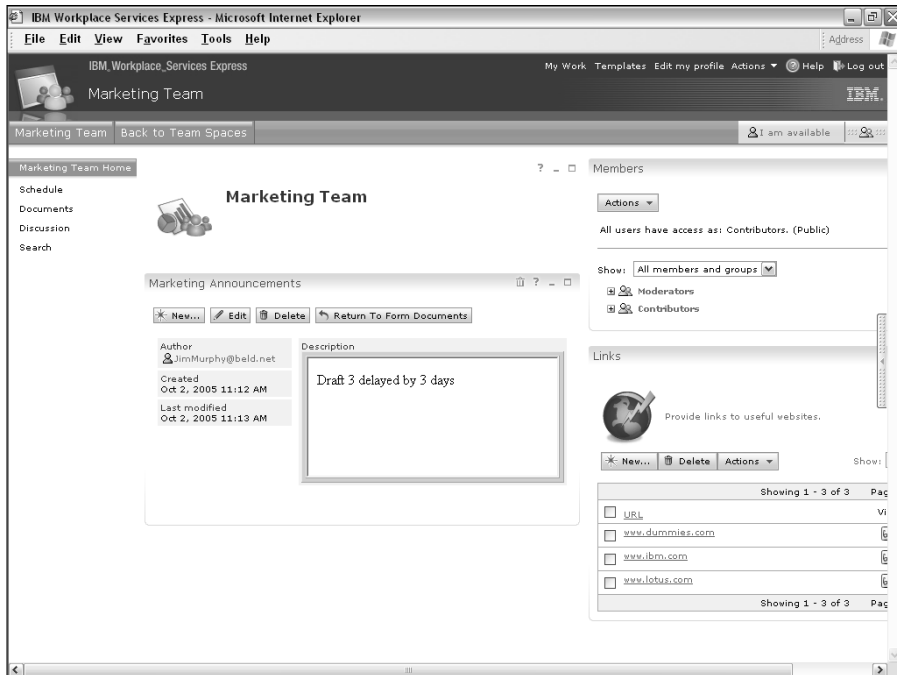 IBM Workplace Services Express - Microsoft Internet Explorer
File Edit View Favorites Tools Help Address
IBM_Workplace_Services Express
My Work Templates Edit my profile Actions Help Log out
Marketing Team
IBM.
Marketing Team Back to Team Spaces
I am available
Marketing Team Home
Schedule
Documents
Discussion
Search
Marketing Team
Marketing Announcements
New... Edit Delete Return To Form Documents
Author
JimMurphy@beld.net
Created
Oct 2, 2005 11:12 AM
Last modified
Oct 2, 2005 11:13 AM
Description
Draft 3 delayed by 3 days
Members
Actions
All users have access as: Contributors. (Public)
Show: All members and groups
Moderators
Contributors
Links
Provide links to useful websites.
New... Delete Actions Show:
Showing 1 - 3 of 3 Pag
URL Vi
www.dummies.com
www.ibm.com
www.lotus.com
Showing 1 - 3 of 3 Pag